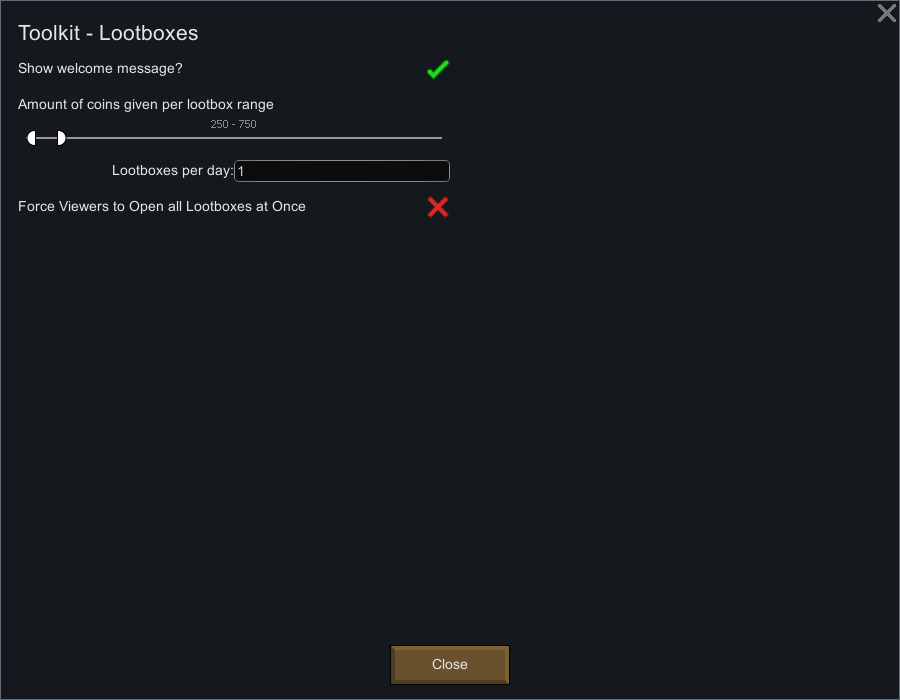 Toolkit - Lootboxes
Show welcome message?
Amount of coins given per lootbox range
250 - 750
Lootboxes per day: 1
Force Viewers to Open all Lootboxes at Once
Close